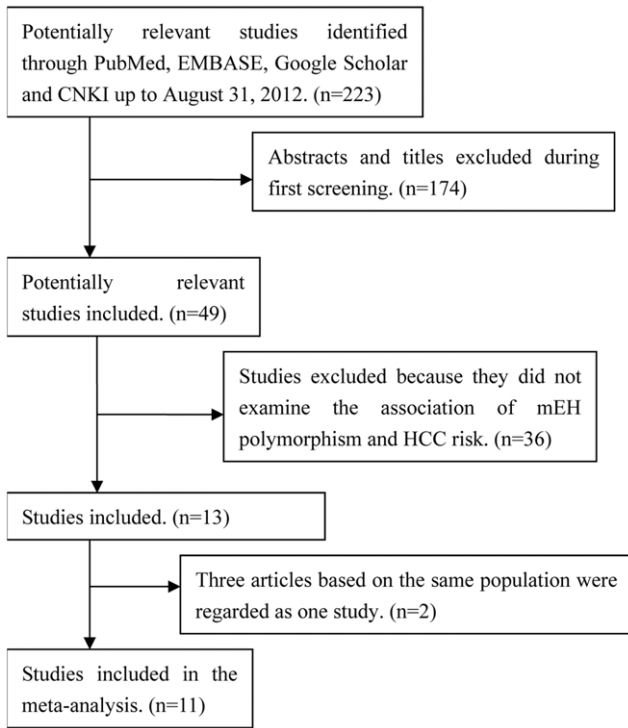 Potentially relevant studies identified
through PubMed, EMBASE, Google Scholar
and CNKI up to August 31, 2012. (n=223)
Abstracts and titles excluded during
first screening. (n=174)
Potentially relevant
studies included. (n=49)
Studies excluded because they did not
examine the association of mEH
polymorphism and HCC risk. (n=36)
Studies included. (n=13)
Three articles based on the same population were
regarded as one study. (n=2)
Studies included in the
meta-analysis. (n=11)